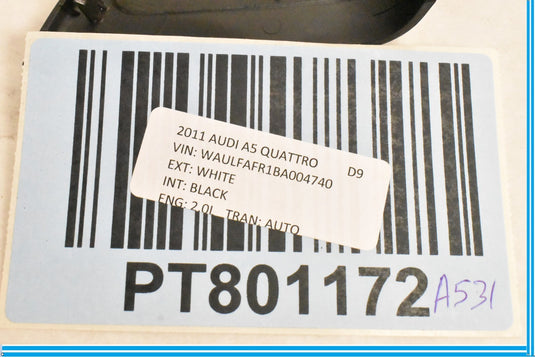 2011 AUDI A5 QUATTRO D9
VIN: WAULFAFR1BA004740
EXT: WHITE
INT: BLACK
ENG: 2.0L TRAN: AUTO
PT801172 A531